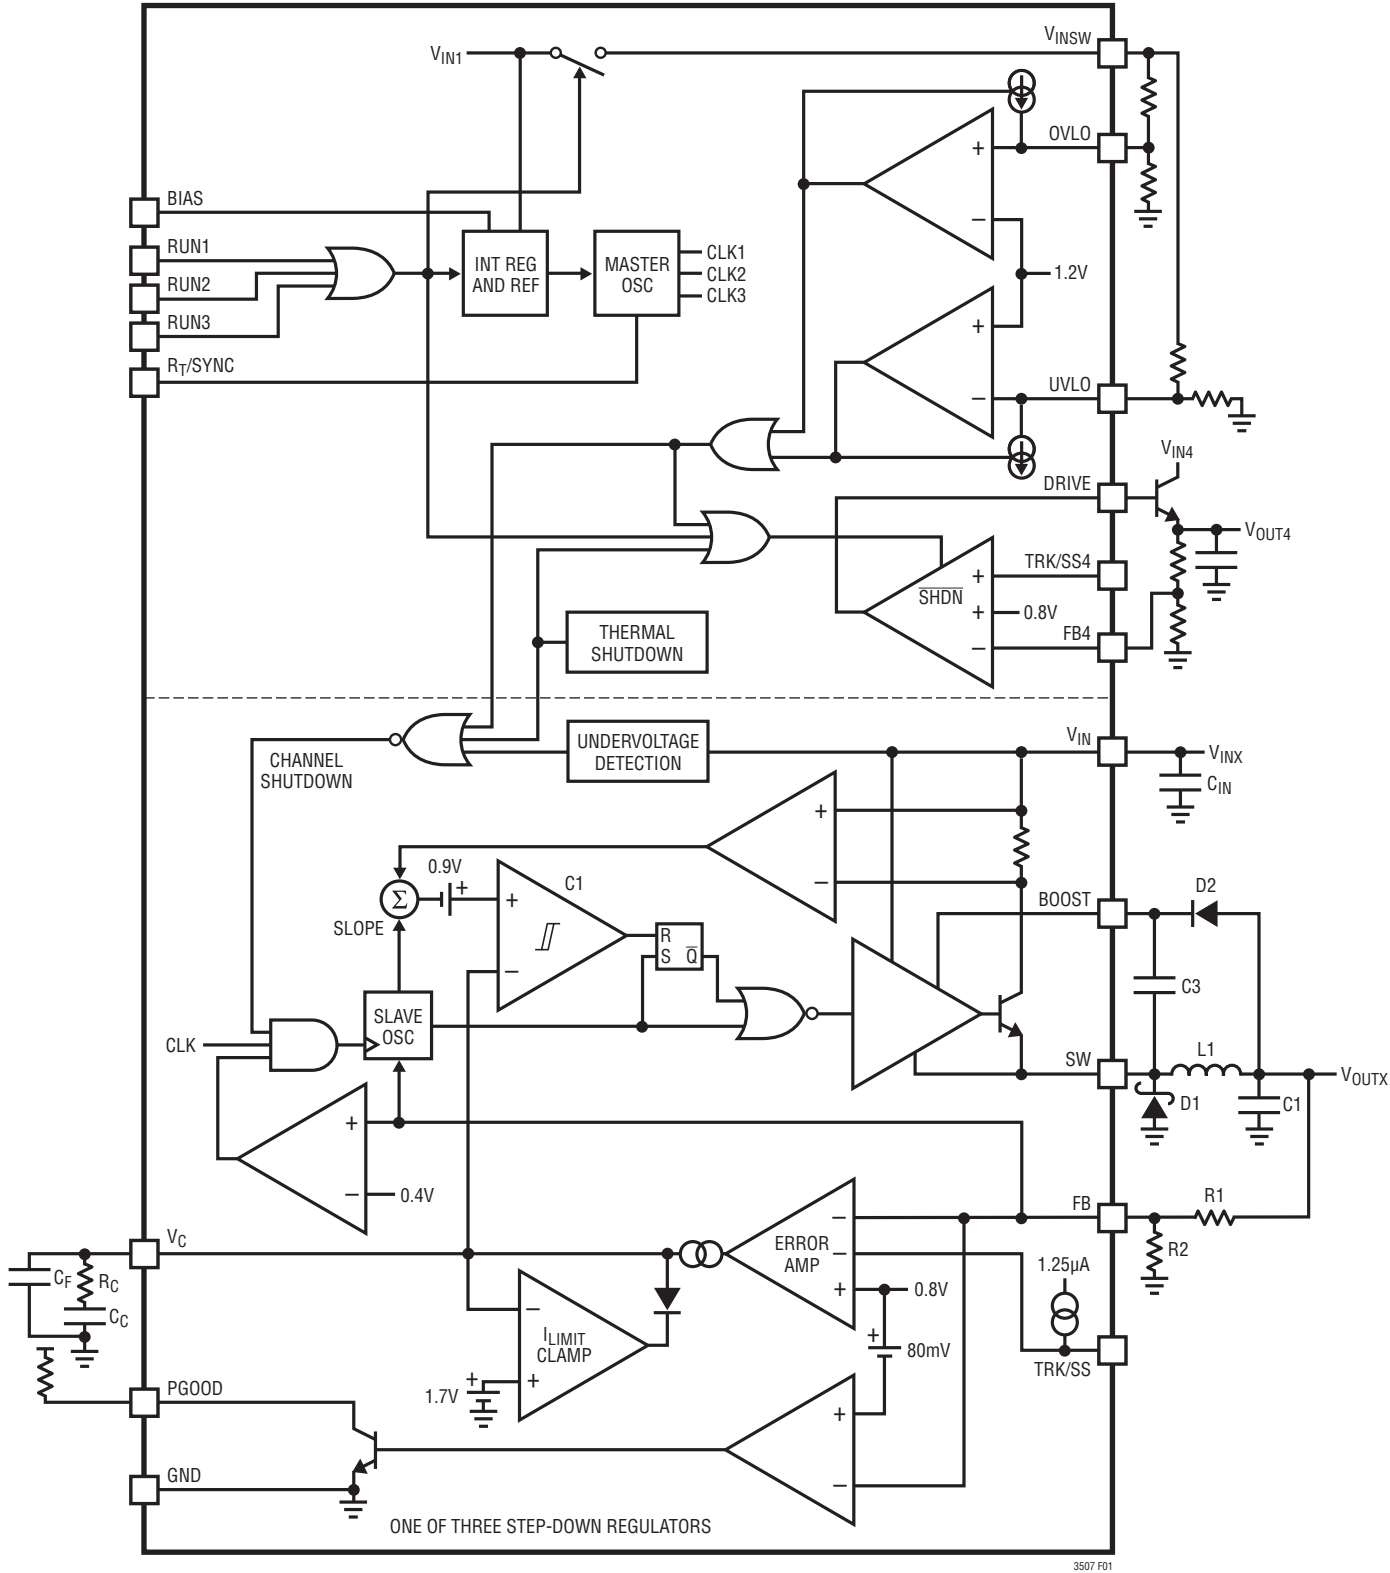 VIN1
VINSW
OVLO
BIAS
RUN1
RUN2
RUN3
RT/SYNC
INT REG
AND REF
MASTER
OSC
CLK1
CLK2
CLK3
+
–
1.2V
+
–
UVLO
VIN4
DRIVE
VOUT4
TRK/SS4
SHDN
+
+
0.8V
–
FB4
THERMAL
SHUTDOWN
CHANNEL
SHUTDOWN
UNDERVOLTAGE
DETECTION
VIN
VINX
CIN
+
–
0.9V
+
Σ
SLOPE
C1
+
–
R
S
Q
BOOST
D2
C3
SLAVE
OSC
CLK
SW
L1
VOUTX
D1
C1
+
–
0.4V
FB
R1
R2
VC
CF
RC
CC
ERROR
AMP
–
–
+
0.8V
+
80mV
1.25µA
TRK/SS
ILIMIT
CLAMP
–
+
+
1.7V
PGOOD
+
–
GND
ONE OF THREE STEP-DOWN REGULATORS
3507 F01